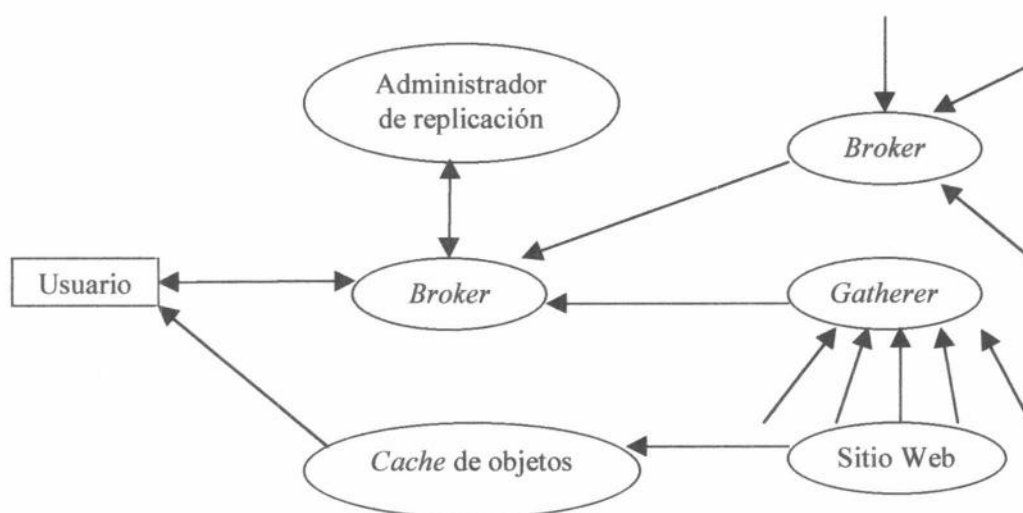 Administrador
de replicación
Broker
Usuario
Broker
Gatherer
Cache de objetos
Sitio Web